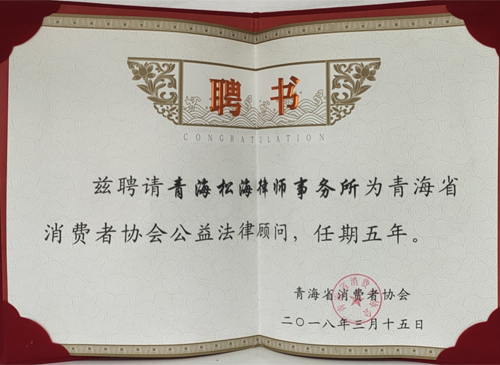 聘书
CONGRATULATION
兹聘请青海松海律师事务所为青海省
消费者协会公益法律顾问，任期五年。
青海省消费者协会
二〇一八年三月十五日